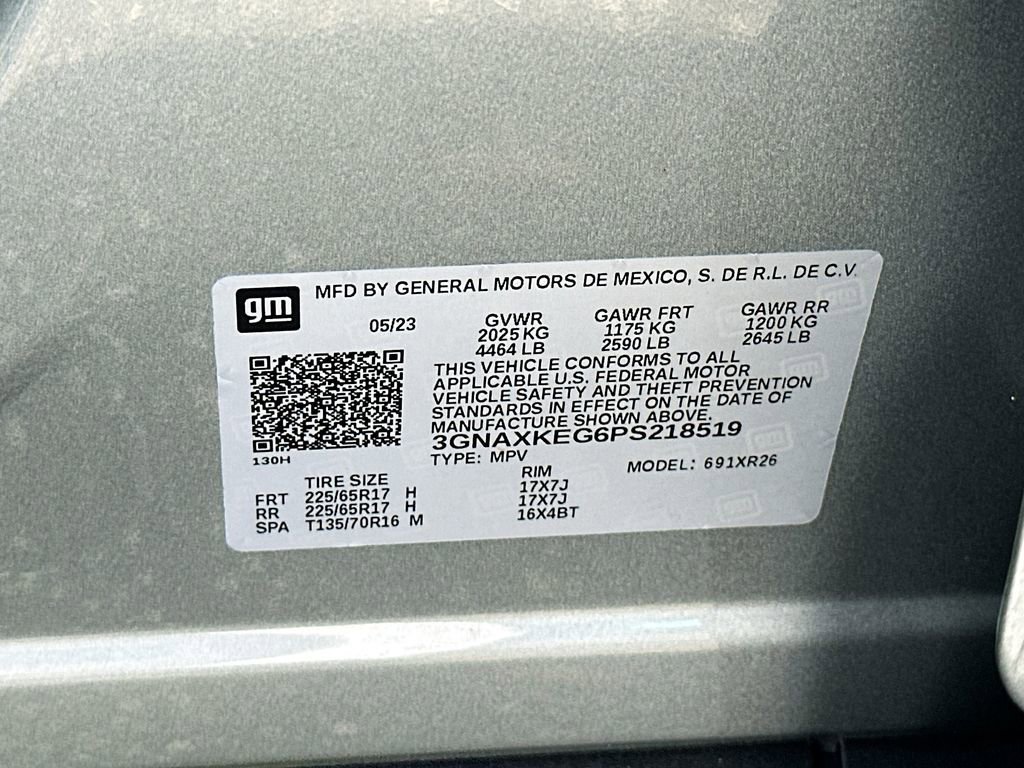 gm
MFD BY GENERAL MOTORS DE MEXICO, S. DE R.L. DE C.V.
05/23
GVWR
2025 KG
4464 LB
GAWR FRT
1175 KG
2590 LB
GAWR RR
1200 KG
2645 LB
THIS VEHICLE CONFORMS TO ALL
APPLICABLE U.S. FEDERAL MOTOR
VEHICLE SAFETY AND THEFT PREVENTION
STANDARDS IN EFFECT ON THE DATE OF
MANUFACTURE SHOWN ABOVE.
3GNAXKEG6PS218519
TYPE: MPV
MODEL: 691XR26
130H
TIRE SIZE RIM
FRT 225/65R17 H 17X7J
RR 225/65R17 H 17X7J
SPA T135/70R16 M 16X4BT